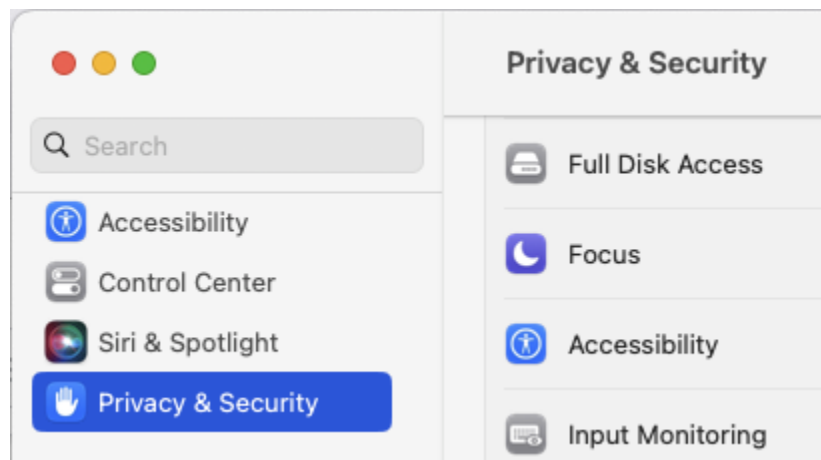 Privacy & Security
Search
Accessibility
Control Center
Siri & Spotlight
Privacy & Security
Full Disk Access
Focus
Accessibility
Input Monitoring